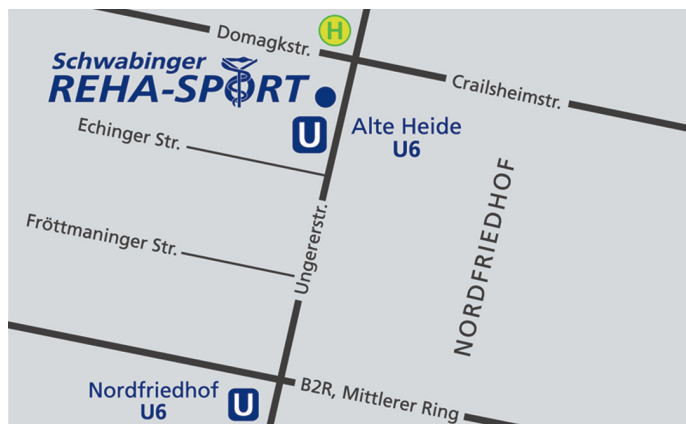 Domagkstr.
H
Schwabinger
REHA-SPORT
Crailsheimstr.
U
Alte Heide
U6
Echinger Str.
NORDFRIEDHOF
Fröttmaninger Str.
Ungererstr.
Nordfriedhof
U6
U
B2R, Mittlerer Ring